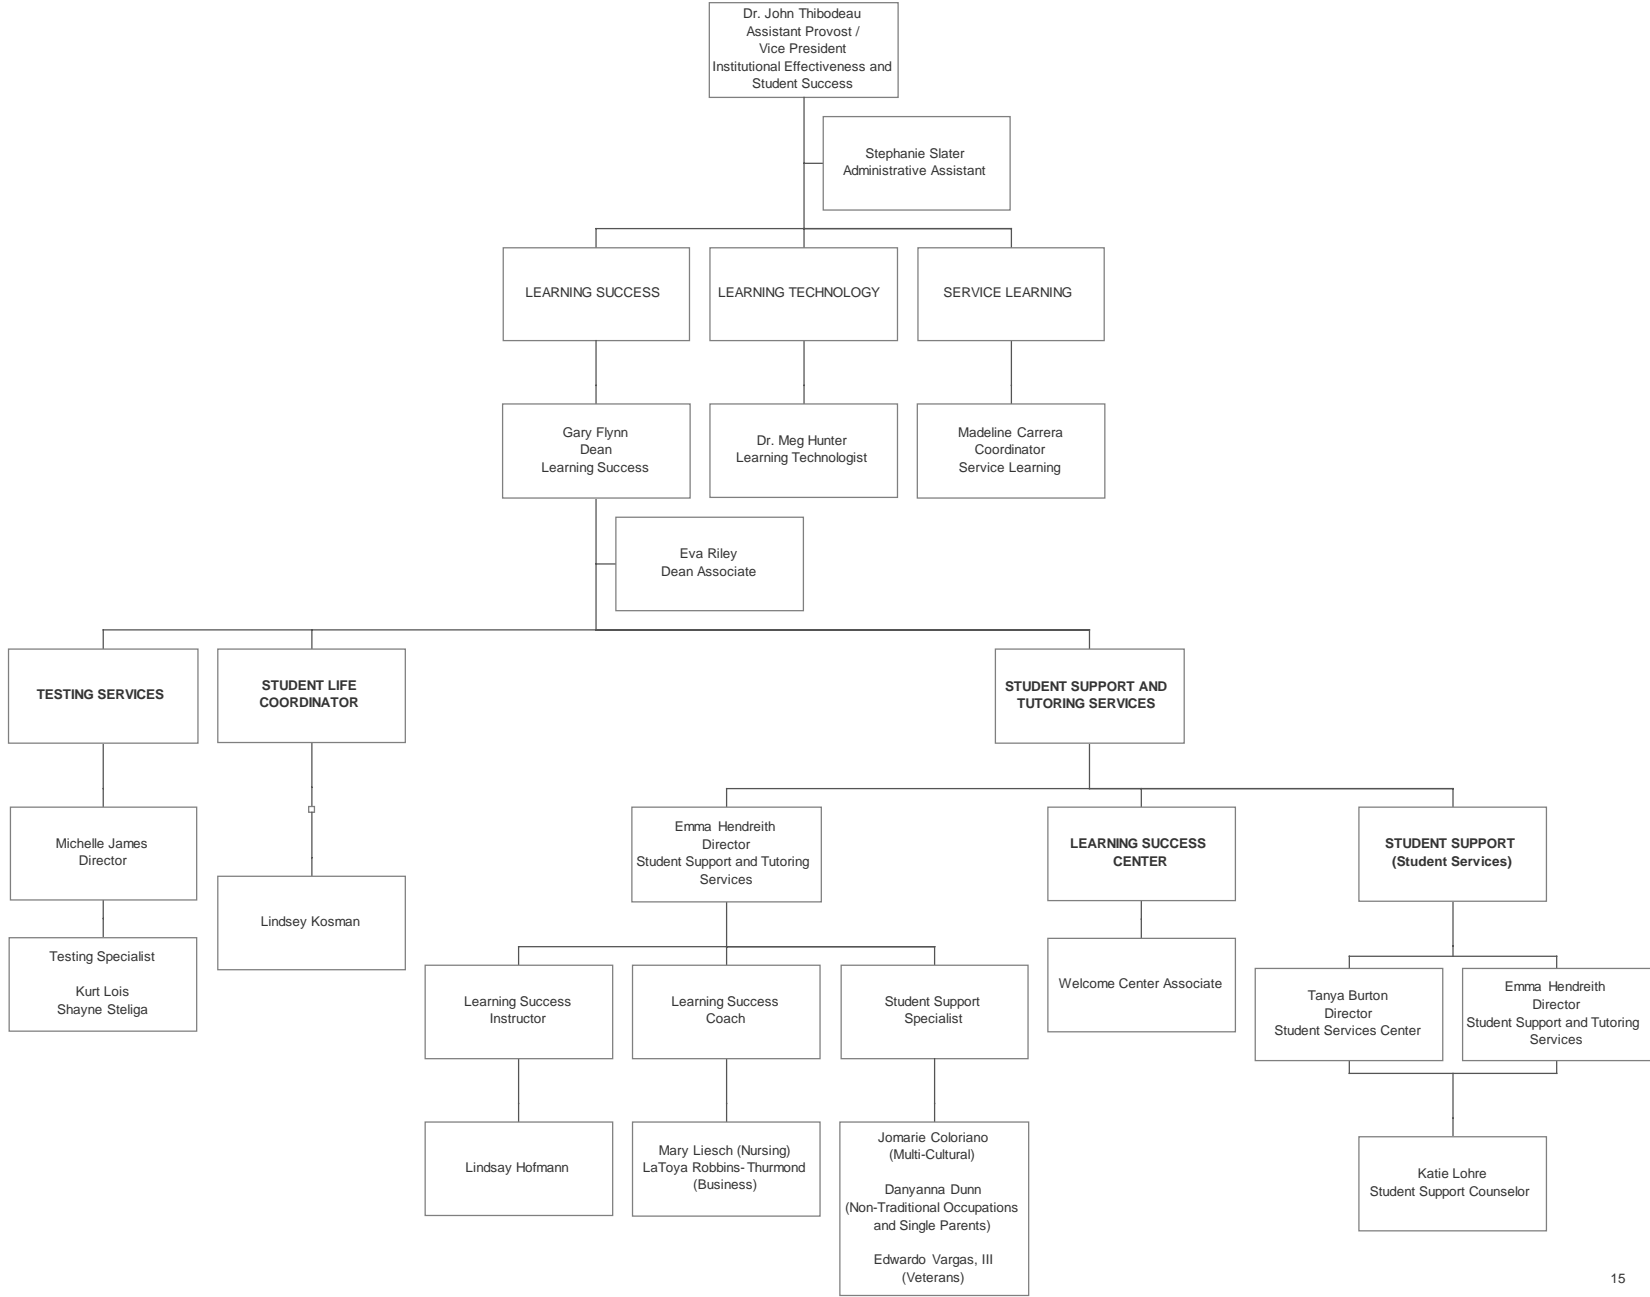 Dr. John Thibodeau
Assistant Provost /
Vice President
Institutional Effectiveness and
Student Success
Stephanie Slater
Administrative Assistant
LEARNING SUCCESS
LEARNING TECHNOLOGY
SERVICE LEARNING
Gary Flynn
Dean
Learning Success
Dr. Meg Hunter
Learning Technologist
Madeline Carrera
Coordinator
Service Learning
Eva Riley
Dean Associate
TESTING SERVICES
STUDENT LIFE
COORDINATOR
STUDENT SUPPORT AND
TUTORING SERVICES
Michelle James
Director
Testing Specialist
Kurt Lois
Shayne Steliga
Lindsey Kosman
Emma Hendreith
Director
Student Support and Tutoring
Services
LEARNING SUCCESS
CENTER
STUDENT SUPPORT
(Student Services)
Learning Success
Instructor
Learning Success
Coach
Student Support
Specialist
Welcome Center Associate
Tanya Burton
Director
Student Services Center
Emma Hendreith
Director
Student Support and Tutoring
Services
Lindsay Hofmann
Mary Liesch (Nursing)
LaToya Robbins-Thurmond
(Business)
Jomarie Coloriano
(Multi-Cultural)
Danyanna Dunn
(Non-Traditional Occupations
and Single Parents)
Edwardo Vargas, III
(Veterans)
Katie Lohre
Student Support Counselor
15